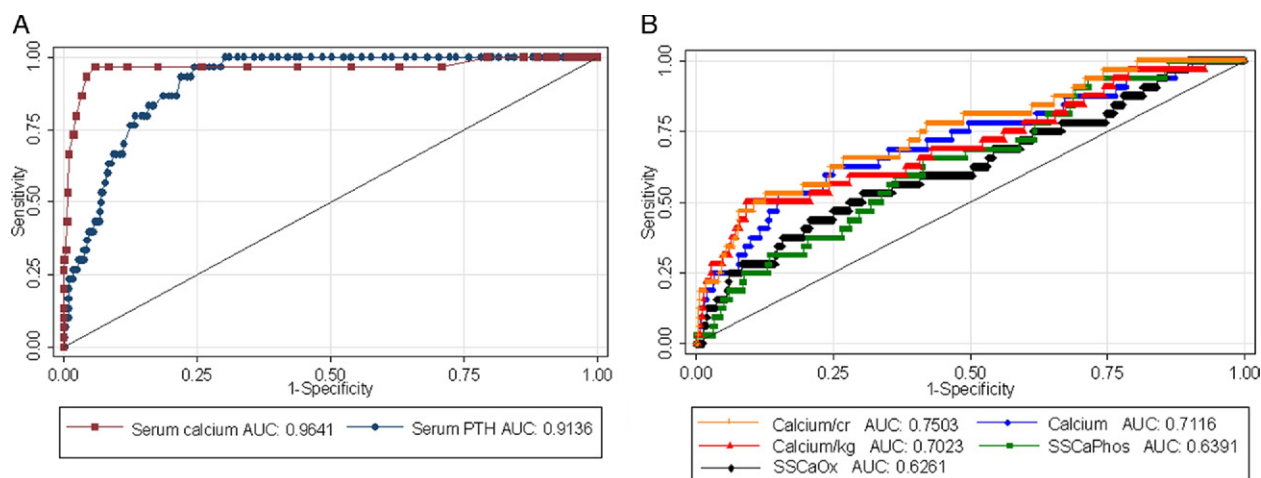 A
Sensitivity
0.00 0.25 0.50 0.75 1.00
0.00 0.25 0.50 0.75 1.00
1-Specificity
Serum calcium AUC: 0.9641 Serum PTH AUC: 0.9136
B
Sensitivity
0.00 0.25 0.50 0.75 1.00
0.00 0.25 0.50 0.75 1.00
1-Specificity
Calcium/cr AUC: 0.7503 Calcium AUC: 0.7116
Calcium/kg AUC: 0.7023 SSCaPhos AUC: 0.6391
SSCaOx AUC: 0.6261